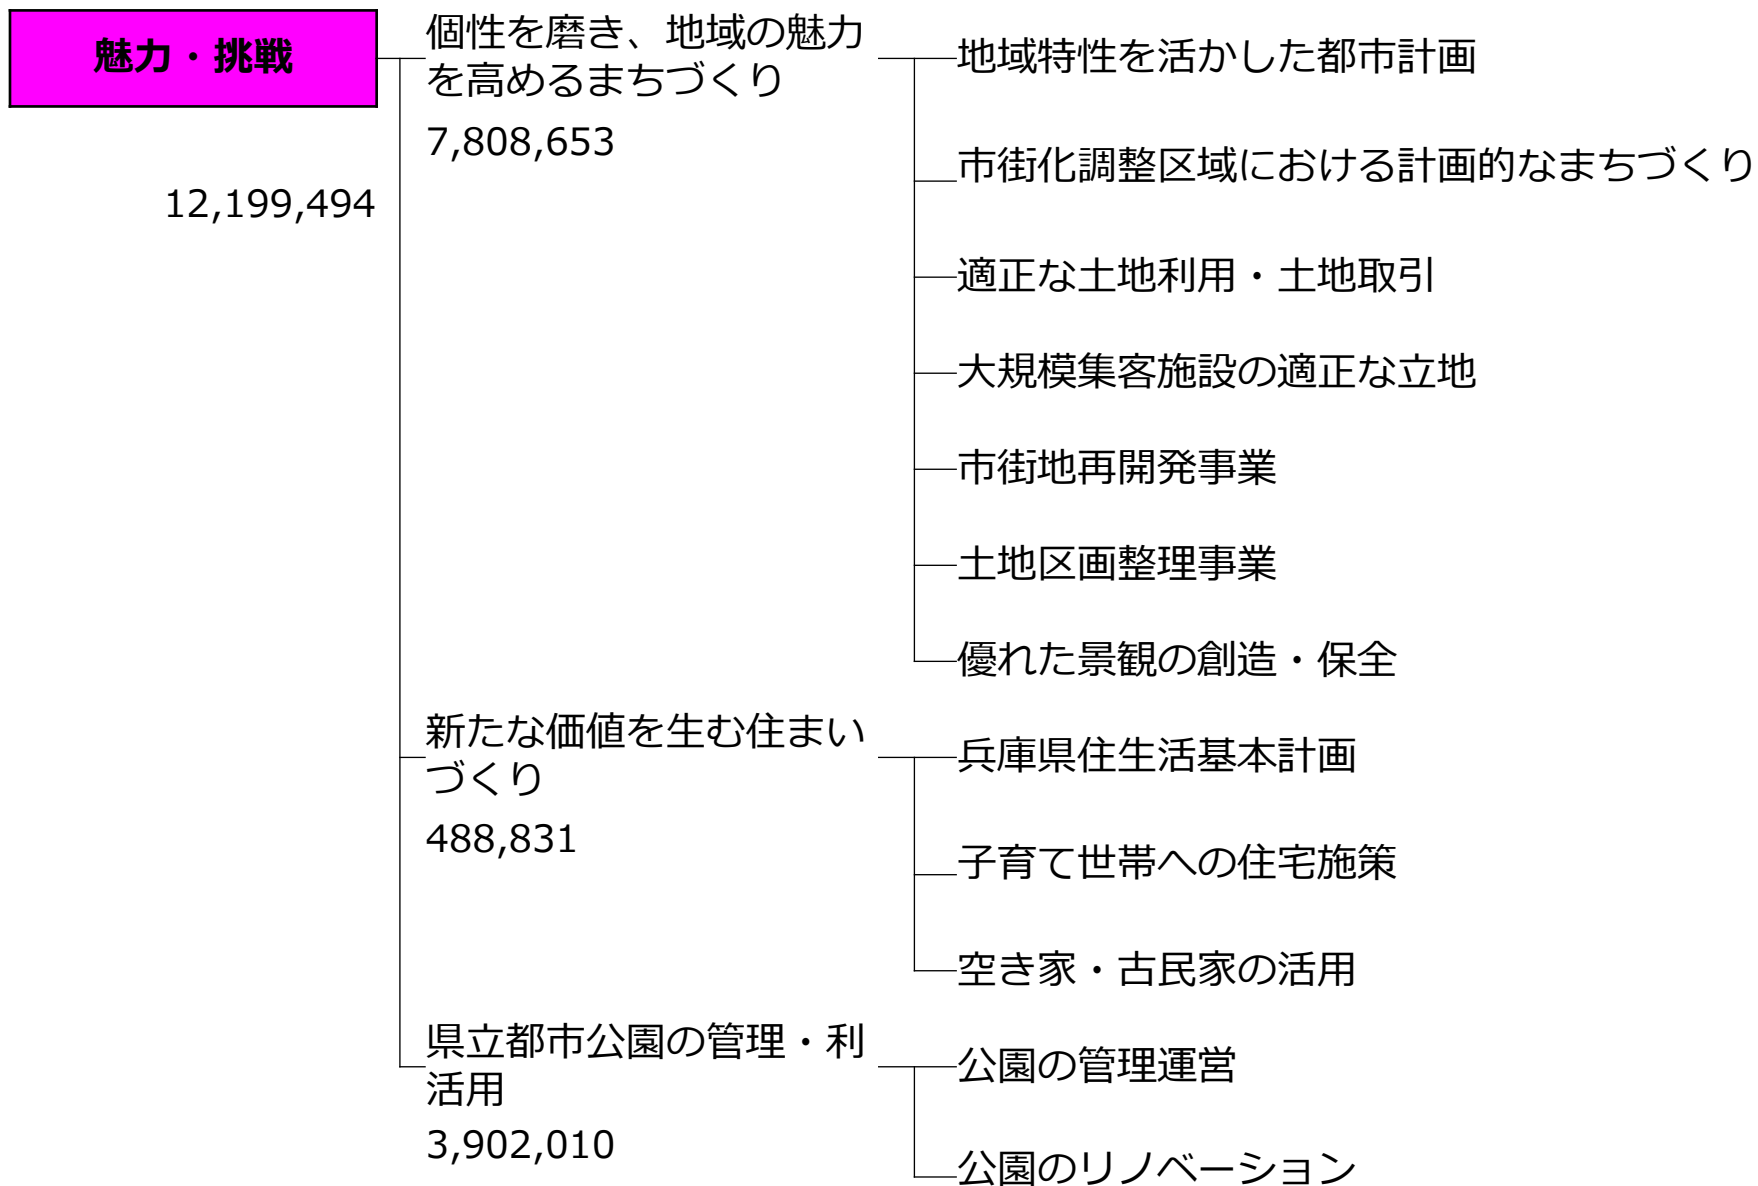 魅力・挑戦
12,199,494
個性を磨き、地域の魅力
を高めるまちづくり
7,808,653
地域特性を活かした都市計画
市街化調整区域における計画的なまちづくり
適正な土地利用・土地取引
大規模集客施設の適正な立地
市街地再開発事業
土地区画整理事業
優れた景観の創造・保全
新たな価値を生む住まい
づくり
488,831
兵庫県住生活基本計画
子育て世帯への住宅施策
空き家・古民家の活用
県立都市公園の管理・利
活用
3,902,010
公園の管理運営
公園のリノベーション